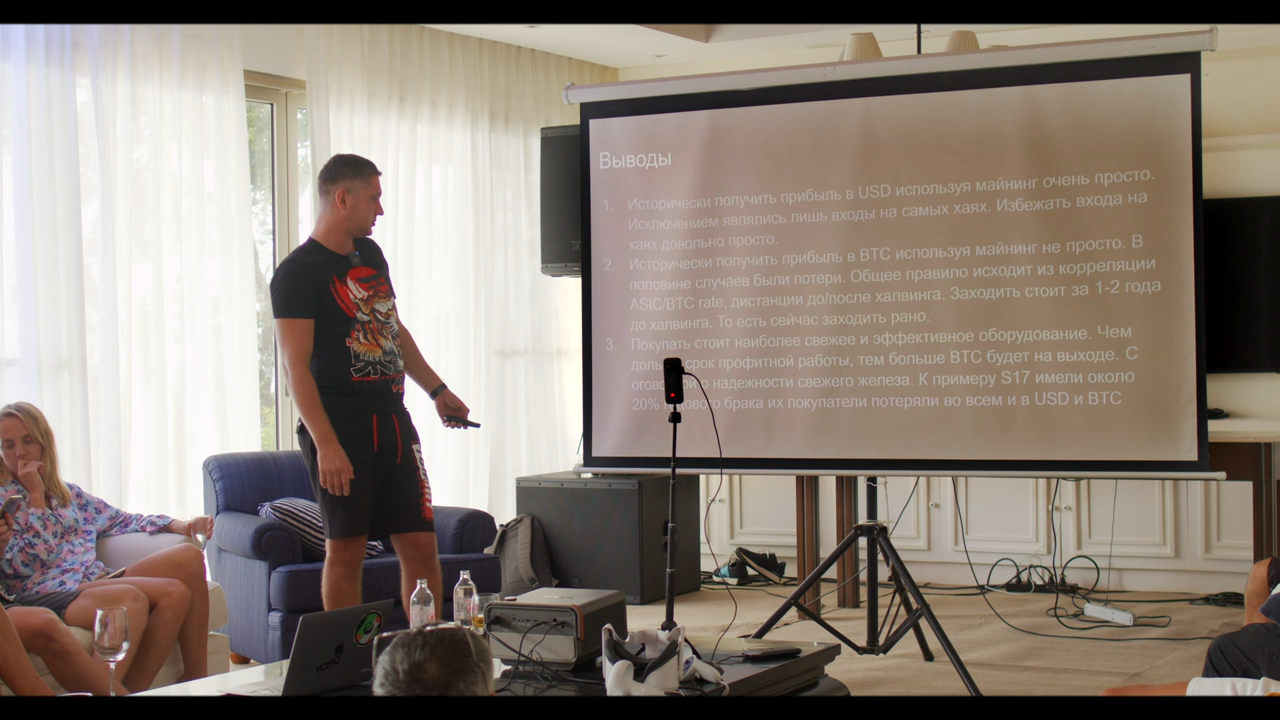 Выводы
1. Исторически получить прибыль в USD используя майнинг очень просто.
Исключением являлись лишь входы на самых хаях. Избежать входа на
хаях довольно просто.
2. Исторически получить прибыль в BTC используя майнинг не просто. В
половине случаев были потери. Общее правило исходит из корреляции
ASIC/BTC rate, дистанции до/после халвинга. Заходить стоит за 1-2 года
до халвинга. То есть сейчас заходить рано.
3. Покупать стоит наиболее свежее и эффективное оборудование. Чем
срок профитной работы, тем больше BTC будет на выходе. С
о надежности свежего железа. К примеру S17 имели около
20% брака их покупатели потеряли во всем и в USD и BTC